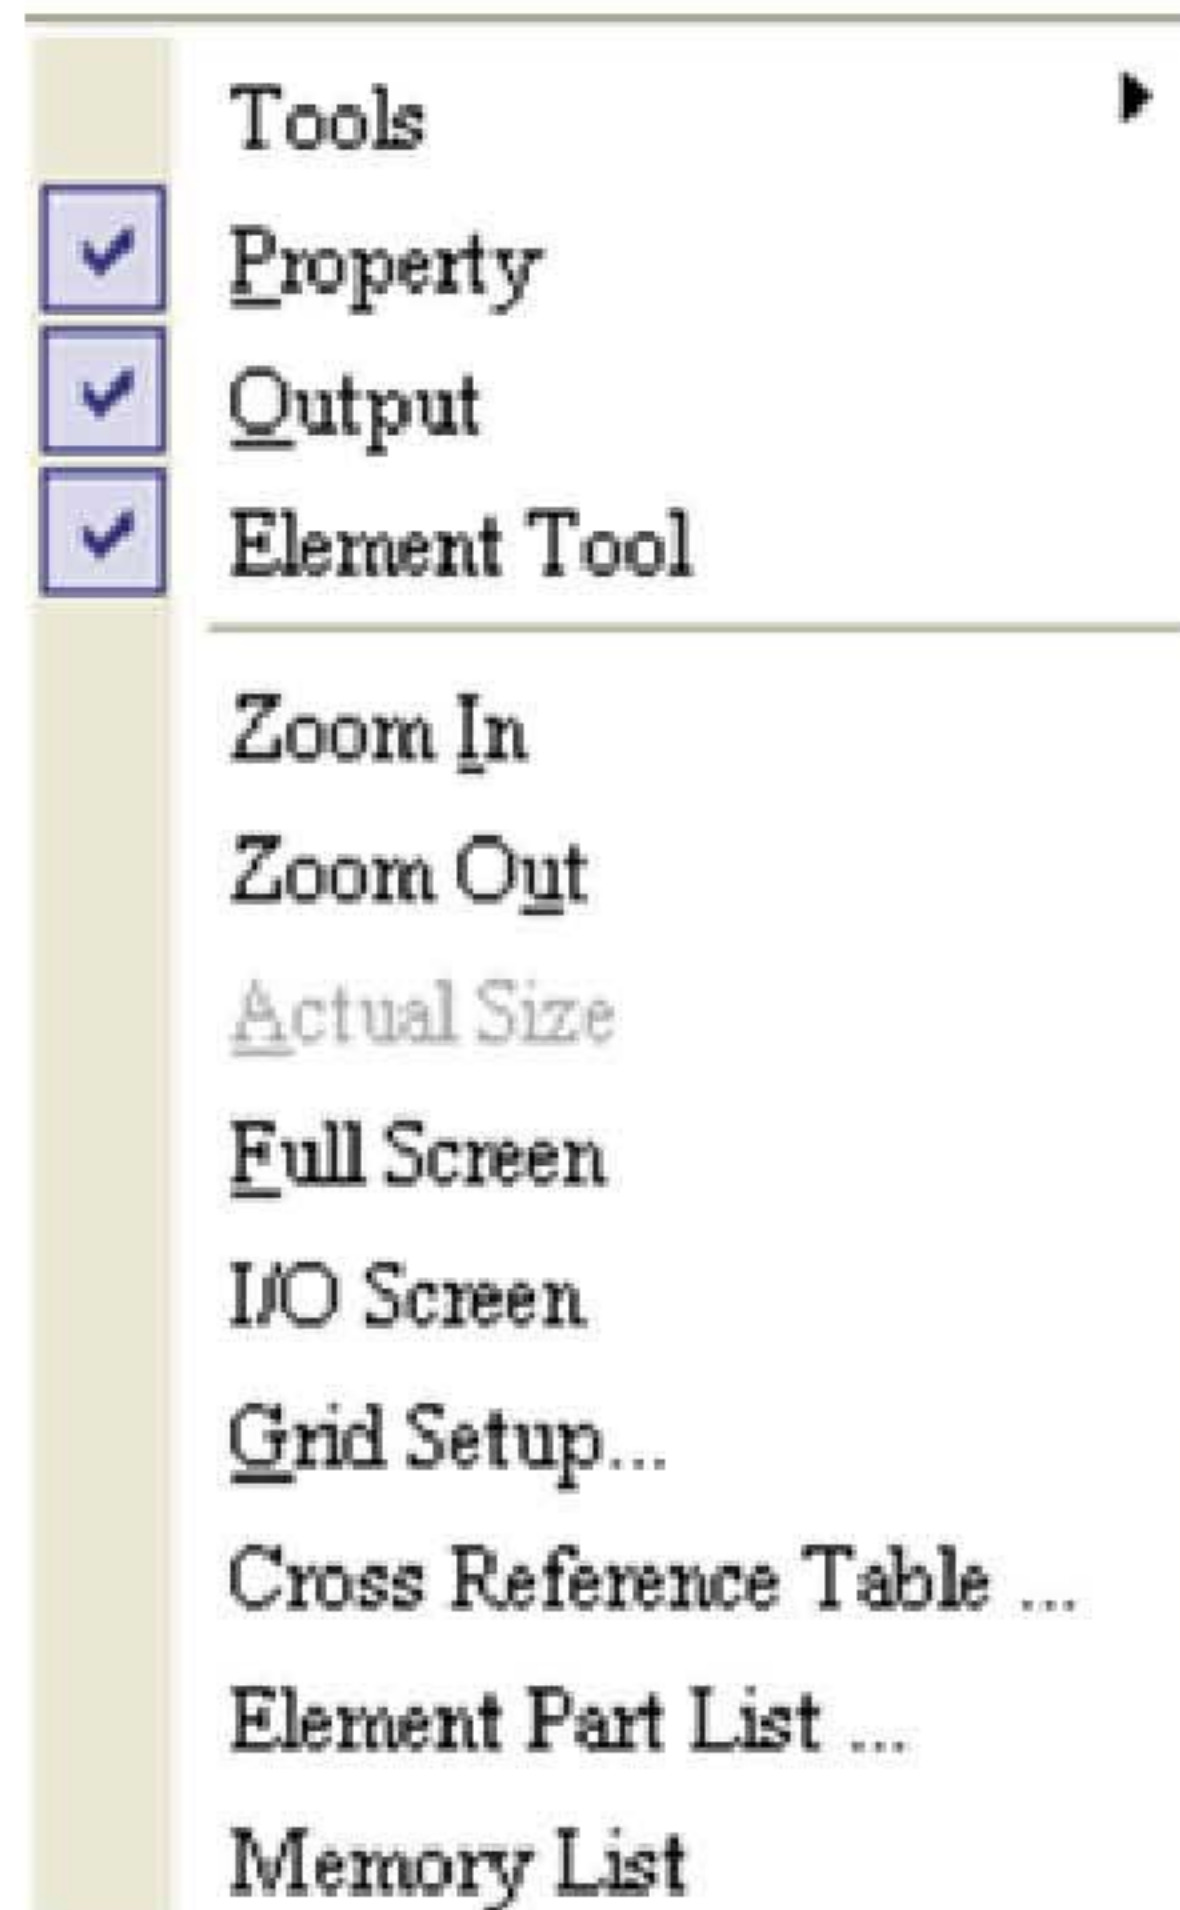 Tools
Property
Output
Element Tool
Zoom In
Zoom Out
Actual Size
Full Screen
I/O Screen
Grid Setup...
Cross Reference Table ...
Element Part List ...
Memory List